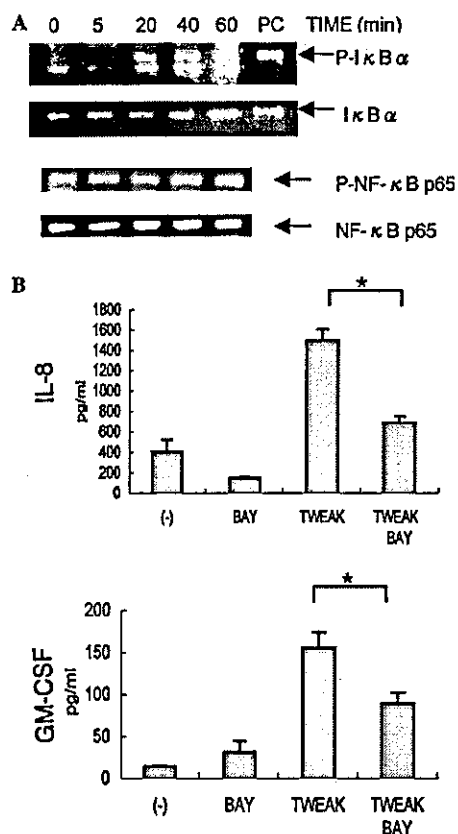 A
0 5 20 40 60 PC TIME (min)
P-IκBα
IκBα
P-NF-κB p65
NF-κB p65
B
*
IL-8
pg/ml
1800
1600
1400
1200
1000
800
600
400
200
0
(-) BAY TWEAK TWEAK BAY
*
GM-CSF
pg/ml
200
150
100
50
0
(-) BAY TWEAK TWEAK BAY